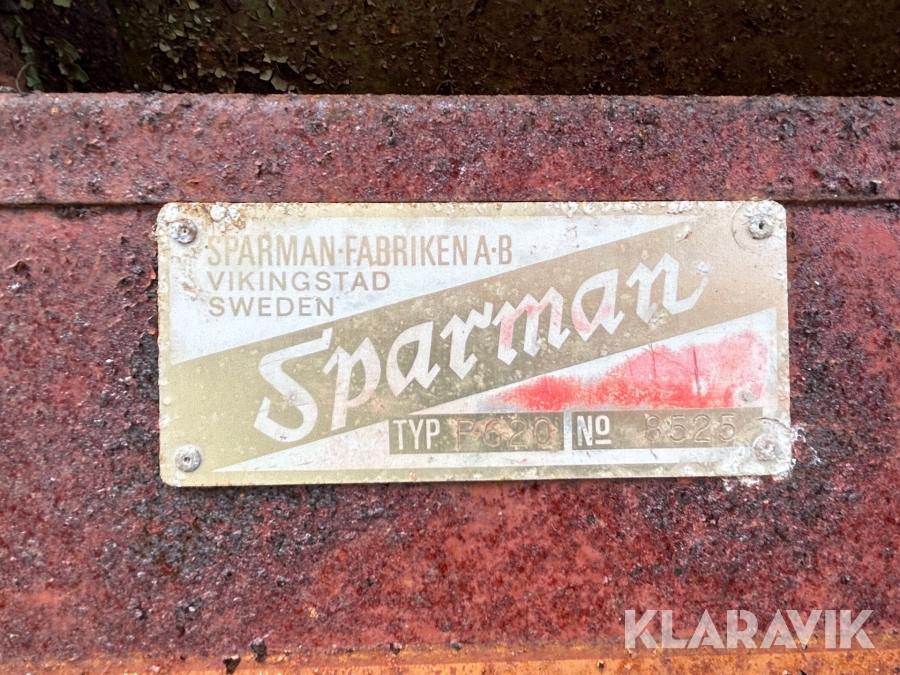 SPARMAN·FABRIKEN A·B
VIKINGSTAD
SWEDEN
Sparman
TYP PG20 No 8525
KLARAVIK